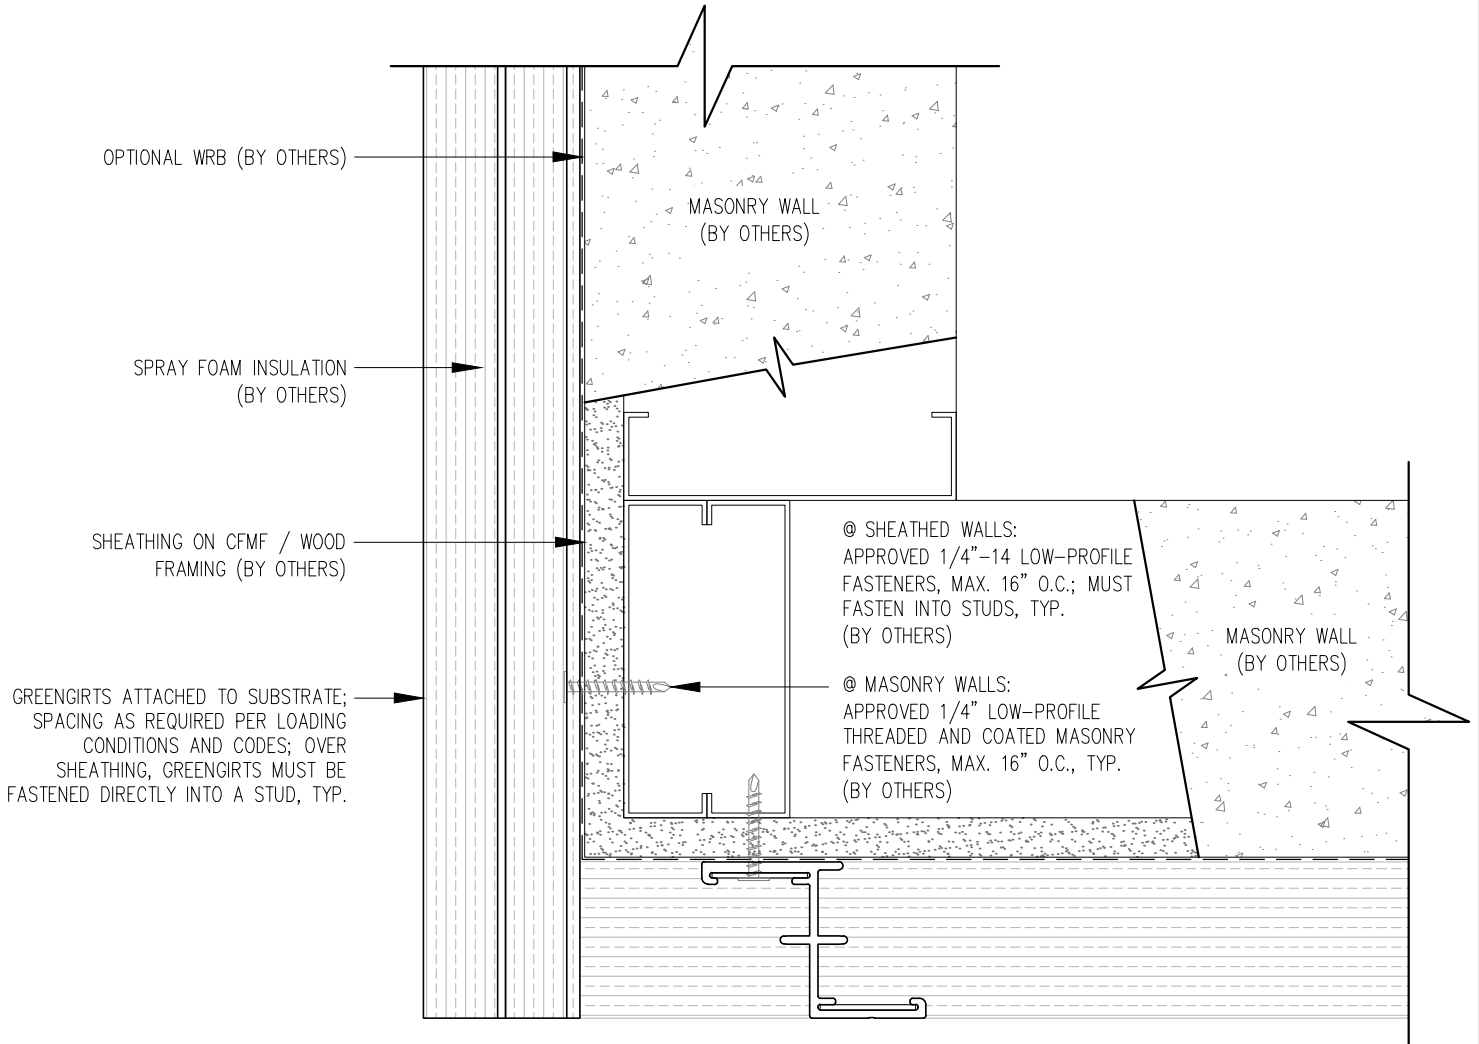 OPTIONAL WRB (BY OTHERS)
MASONRY WALL
(BY OTHERS)
SPRAY FOAM INSULATION
(BY OTHERS)
SHEATHING ON CFMF / WOOD
FRAMING (BY OTHERS)
@ SHEATHED WALLS:
APPROVED 1/4”-14 LOW-PROFILE
FASTENERS, MAX. 16” O.C.; MUST
FASTEN INTO STUDS, TYP.
(BY OTHERS)
MASONRY WALL
(BY OTHERS)
GREENGIRTS ATTACHED TO SUBSTRATE;
SPACING AS REQUIRED PER LOADING
CONDITIONS AND CODES; OVER
SHEATHING, GREENGIRTS MUST BE
FASTENED DIRECTLY INTO A STUD, TYP.
@ MASONRY WALLS:
APPROVED 1/4” LOW-PROFILE
THREADED AND COATED MASONRY
FASTENERS, MAX. 16” O.C., TYP.
(BY OTHERS)